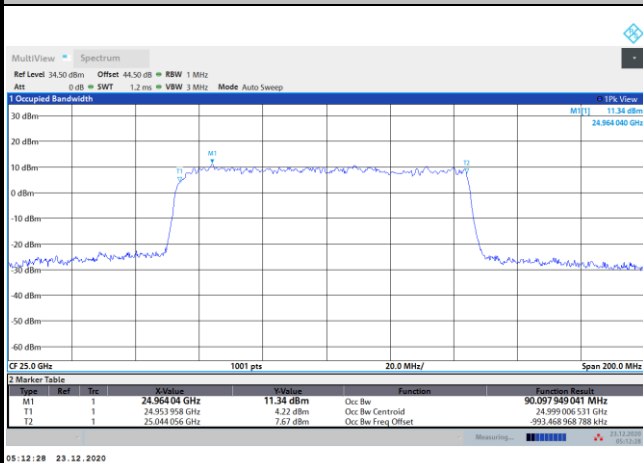 MultiView Spectrum
Ref Level 34.50 dBm Offset 44.50 dB RBW 1 MHz
Att 0 dB SWT 1.2 ms VBW 3 MHz Mode Auto Sweep
1 Occupied Bandwidth 1Pk View
M1[1] 11.34 dBm
24.964 040 GHz
30 dBm
20 dBm
M1
T1
T2
10 dBm
0 dBm
-10 dBm
-20 dBm
-30 dBm
-40 dBm
-50 dBm
-60 dBm
CF 25.0 GHz 1001 pts 20.0 MHz/ Span 200.0 MHz
2 Marker Table
Type Ref Trc X-Value Y-Value Function Function Result
M1 1 24.964 04 GHz 11.34 dBm Occ Bw 90.097 949 041 MHz
T1 1 24.953 958 GHz 4.22 dBm Occ Bw Centroid 24.999 006 531 GHz
T2 1 25.044 056 GHz 7.67 dBm Occ Bw Freq Offset -993.468 968 788 kHz
Measuring... 23.12.2020
05:12:28
05:12:28 23.12.2020